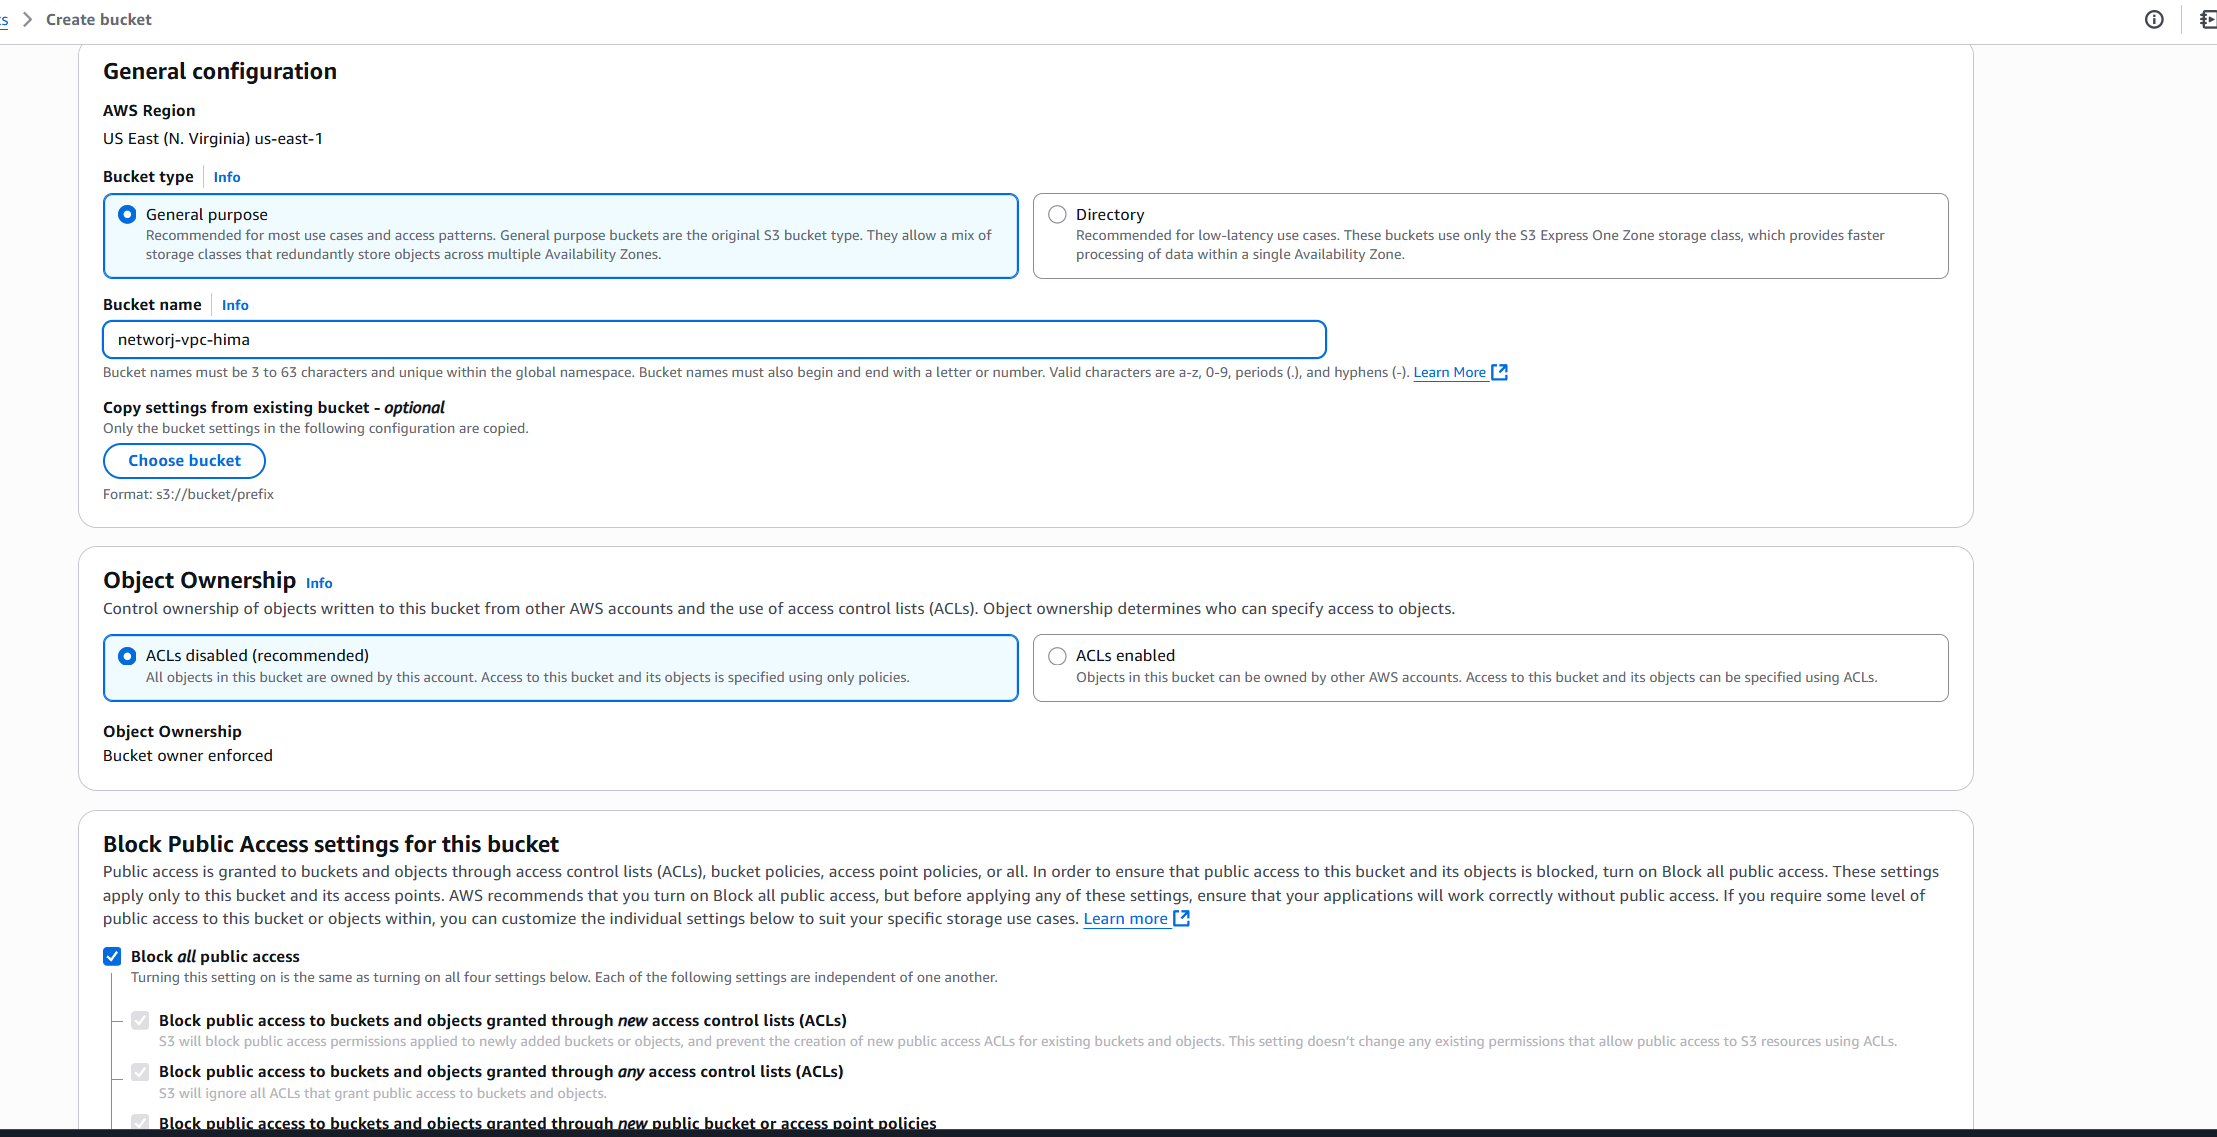 ts > Create bucket
General configuration
AWS Region
US East (N. Virginia) us-east-1
Bucket type Info
General purpose
Recommended for most use cases and access patterns. General purpose buckets are the original S3 bucket type. They allow a mix of
storage classes that redundantly store objects across multiple Availability Zones.
Directory
Recommended for low-latency use cases. These buckets use only the S3 Express One Zone storage class, which provides faster
processing of data within a single Availability Zone.
Bucket name Info
networj-vpc-hima
Bucket names must be 3 to 63 characters and unique within the global namespace. Bucket names must also begin and end with a letter or number. Valid characters are a-z, 0-9, periods (.), and hyphens (-). Learn More
Copy settings from existing bucket - optional
Only the bucket settings in the following configuration are copied.
Choose bucket
Format: s3://bucket/prefix
Object Ownership Info
Control ownership of objects written to this bucket from other AWS accounts and the use of access control lists (ACLs). Object ownership determines who can specify access to objects.
ACLs disabled (recommended)
All objects in this bucket are owned by this account. Access to this bucket and its objects is specified using only policies.
ACLs enabled
Objects in this bucket can be owned by other AWS accounts. Access to this bucket and its objects can be specified using ACLs.
Object Ownership
Bucket owner enforced
Block Public Access settings for this bucket
Public access is granted to buckets and objects through access control lists (ACLs), bucket policies, access point policies, or all. In order to ensure that public access to this bucket and its objects is blocked, turn on Block all public access. These settings
apply only to this bucket and its access points. AWS recommends that you turn on Block all public access, but before applying any of these settings, ensure that your applications will work correctly without public access. If you require some level of
public access to this bucket or objects within, you can customize the individual settings below to suit your specific storage use cases. Learn more
Block all public access
Turning this setting on is the same as turning on all four settings below. Each of the following settings are independent of one another.
Block public access to buckets and objects granted through new access control lists (ACLs)
S3 will block public access permissions applied to newly added buckets or objects, and prevent the creation of new public access ACLs for existing buckets and objects. This setting doesn't change any existing permissions that allow public access to S3 resources using ACLs.
Block public access to buckets and objects granted through any access control lists (ACLs)
S3 will ignore all ACLs that grant public access to buckets and objects.
Block public access to buckets and objects granted through new public bucket or access point policies